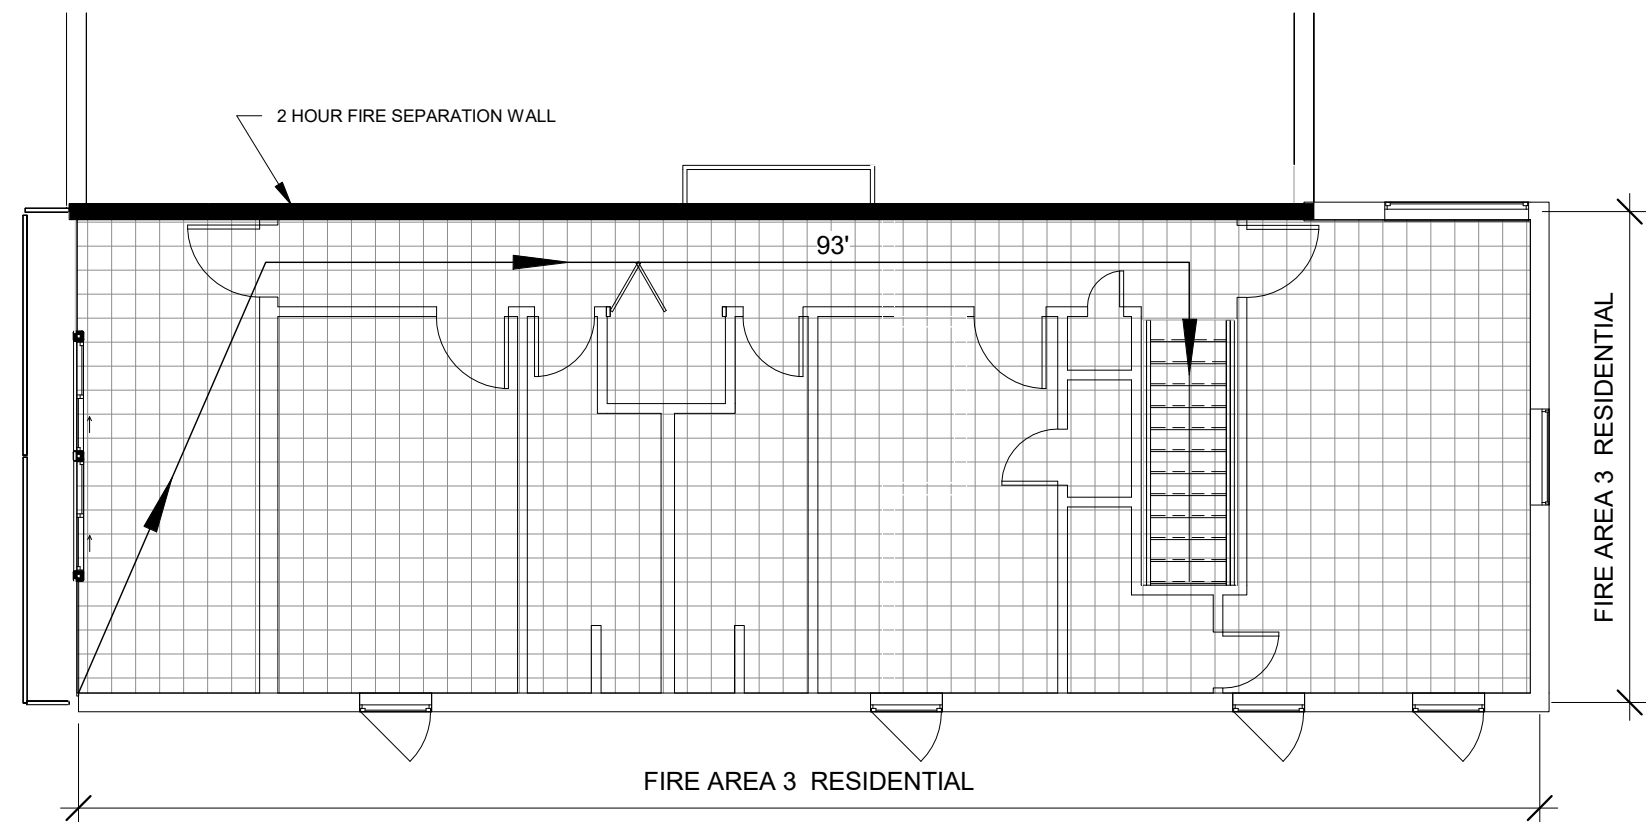 2 HOUR FIRE SEPARATION WALL
93'
FIRE AREA 3 RESIDENTIAL
FIRE AREA 3 RESIDENTIAL